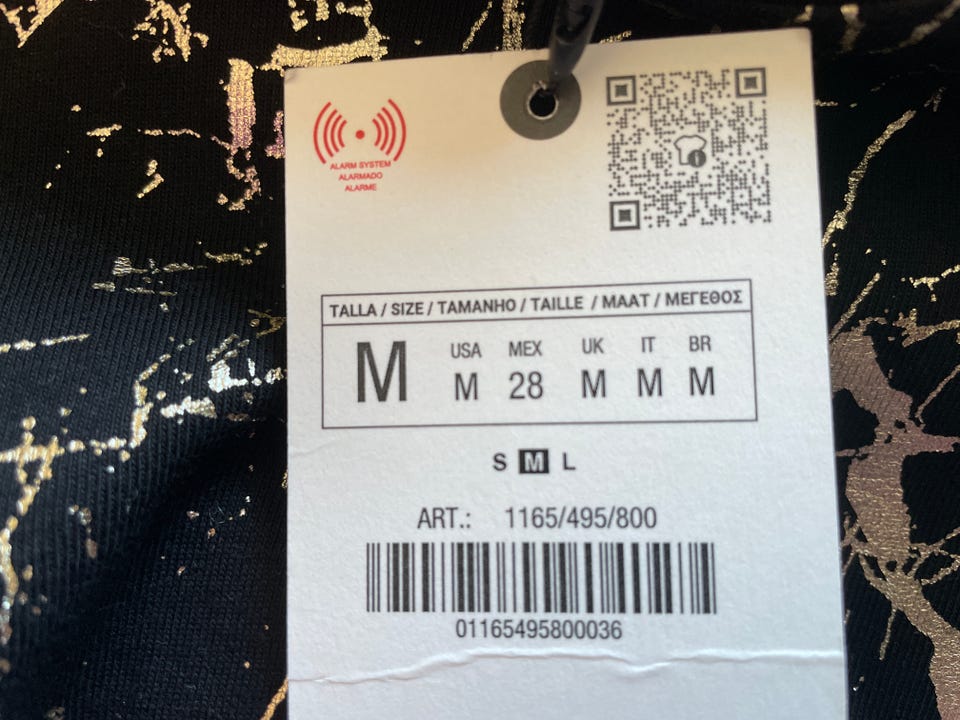 ALARM SYSTEM
ALARMADO
ALARME
TALLA / SIZE / TAMANHO / TAILLE / MAAT / ΜΕΓΕΘΟΣ
M
USA MEX UK IT BR
M 28 M M M
S M L
ART.: 1165/495/800
01165495800036